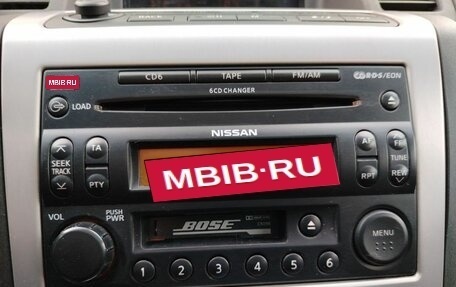 BACK
MBIB.RU
CD6 TAPE FM/AM
RDS/EON
6CD CHANGER
LOAD
NISSAN
SEEK
TRACK
TA
PTY
MBIB·RU
AF
RPT
FF
TUNE
REW
VOL
PUSH
PWR
BOSE
MENU
1 2 3 4 5 6